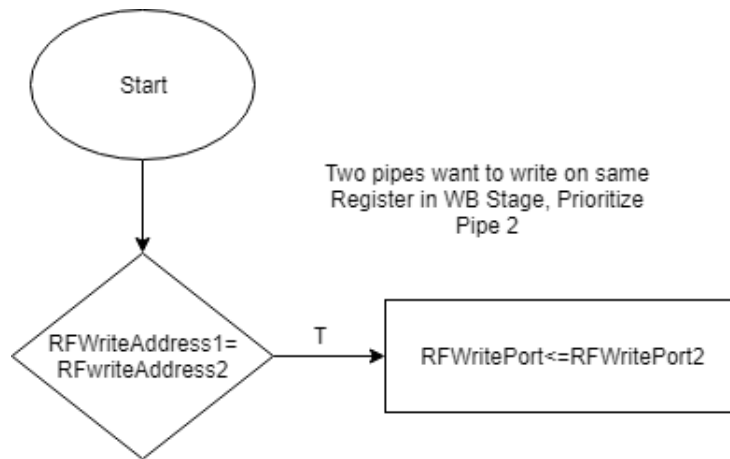 Start
Two pipes want to write on same
Register in WB Stage, Prioritize
Pipe 2
RFWriteAddress1=
RFwriteAddress2
T
RFWritePort<=RFWritePort2